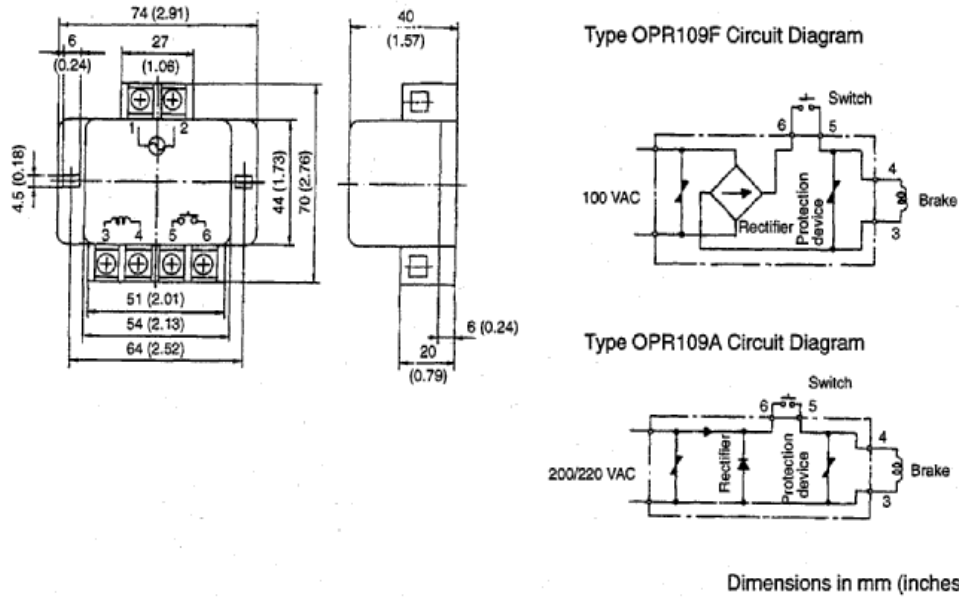 74 (2.91)
6
(0.24)
27
(1.06)
1
2
4.5 (0.18)
44 (1.73)
70 (2.76)
3
4
5
6
51 (2.01)
54 (2.13)
64 (2.52)
40
(1.57)
6 (0.24)
20
(0.79)
Type OPR109F Circuit Diagram
Switch
6
5
100 VAC
Rectifier
Protection
device
4
3
Brake
Type OPR109A Circuit Diagram
Switch
6
5
200/220 VAC
Rectifier
Protection
device
4
3
Brake
Dimensions in mm (inches